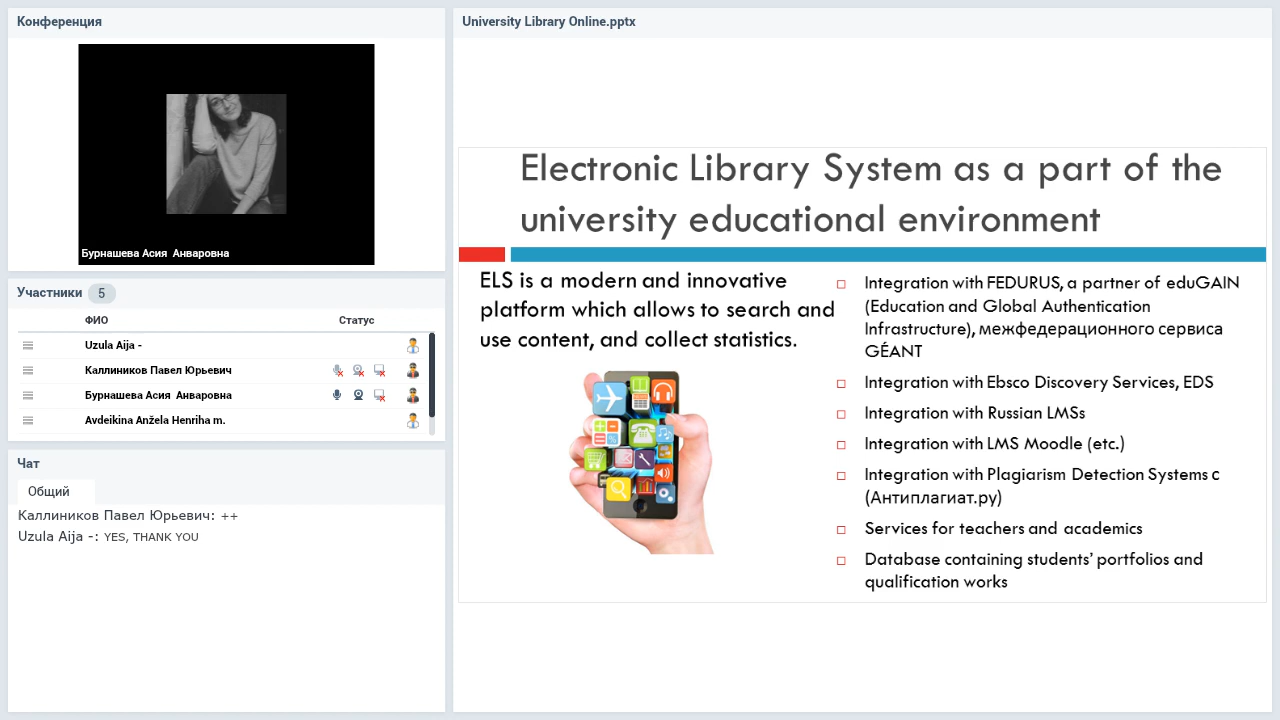 Конференция
Бурнашева Асия Анваровна
Участники 5
ФИО Статус
Uzula Aija -
Каллиников Павел Юрьевич
Бурнашева Асия Анваровна
Avdeikina Anžela Henriha m.
Чат
Общий
Каллиников Павел Юрьевич: ++
Uzula Aija -: YES, THANK YOU
University Library Online.pptx
Electronic Library System as a part of the
university educational environment
ELS is a modern and innovative
platform which allows to search and
use content, and collect statistics.
Integration with FEDURUS, a partner of eduGAIN
(Education and Global Authentication
Infrastructure), межфедерационного сервиса
GÉANT
Integration with Ebsco Discovery Services, EDS
Integration with Russian LMSs
Integration with LMS Moodle (etc.)
Integration with Plagiarism Detection Systems с
(Антиплагиат.ру)
Services for teachers and academics
Database containing students’ portfolios and
qualification works